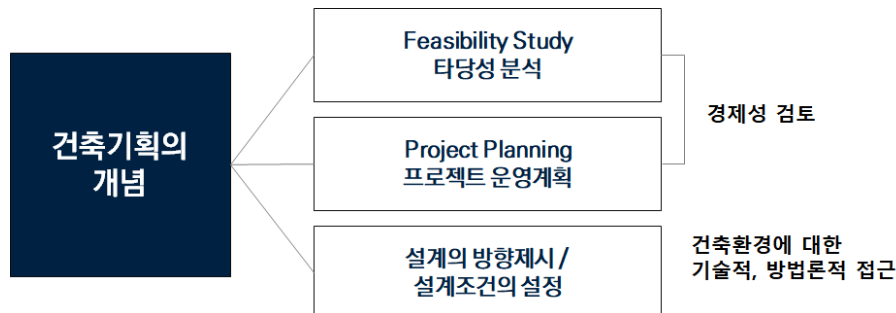 건축기획의
개념
Feasibility Study
타당성 분석
Project Planning
프로젝트 운영계획
설계의 방향제시 /
설계조건의 설정
경제성 검토
건축환경에 대한
기술적, 방법론적 접근